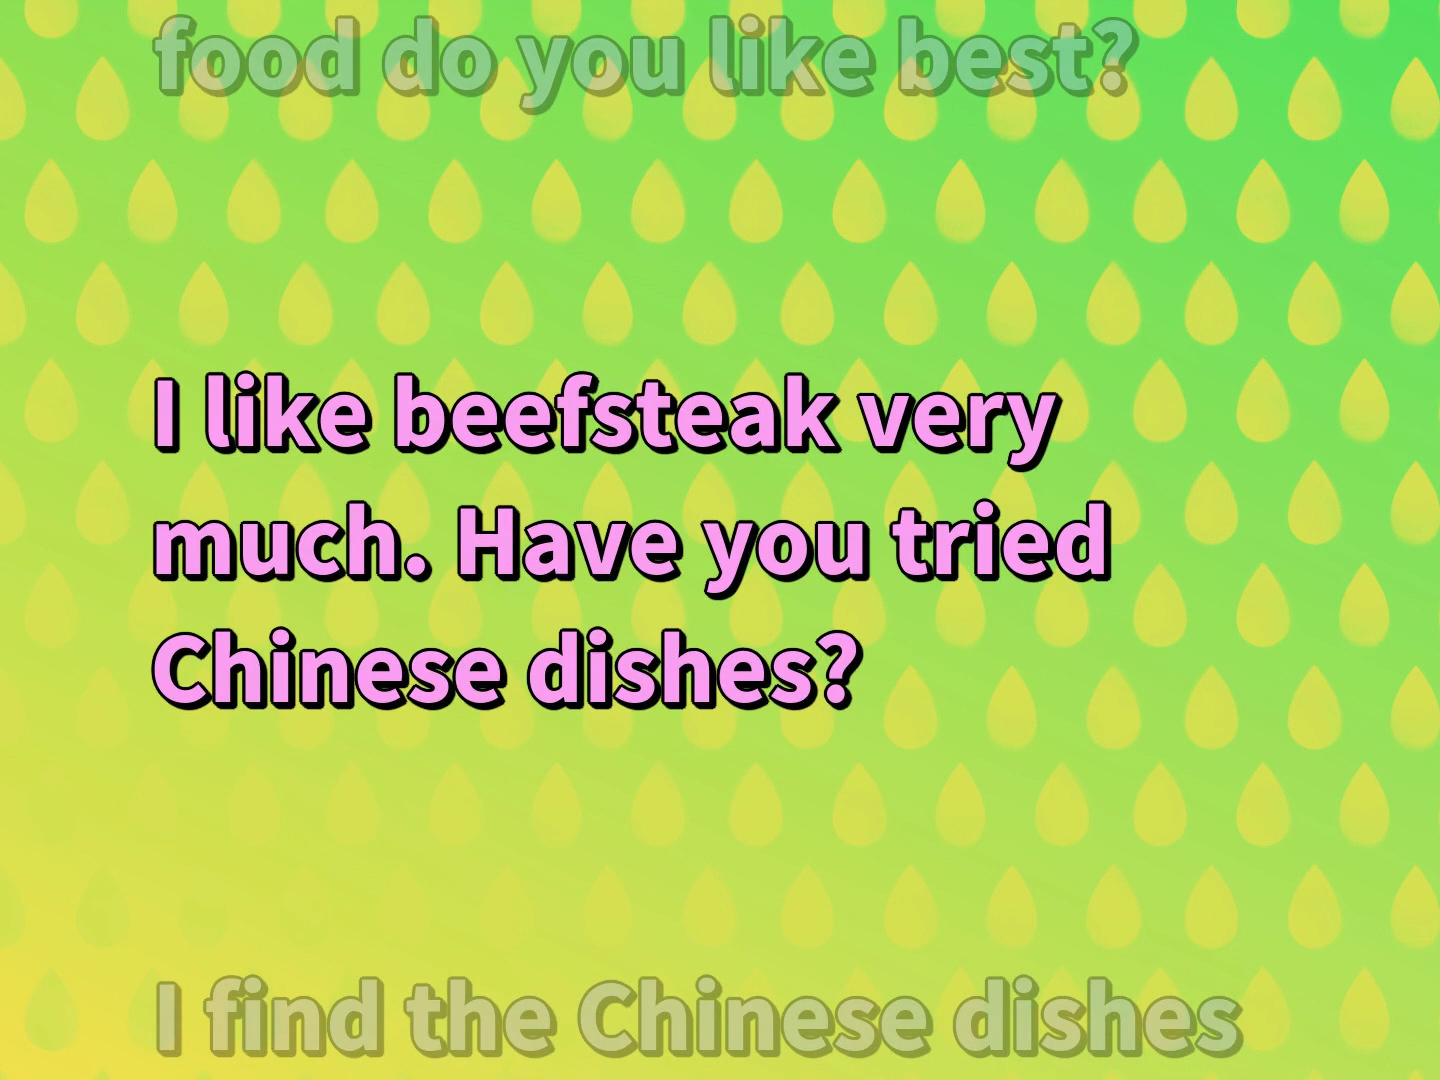 food do you like best?
I like beefsteak very
much. Have you tried
Chinese dishes?
I find the Chinese dishes